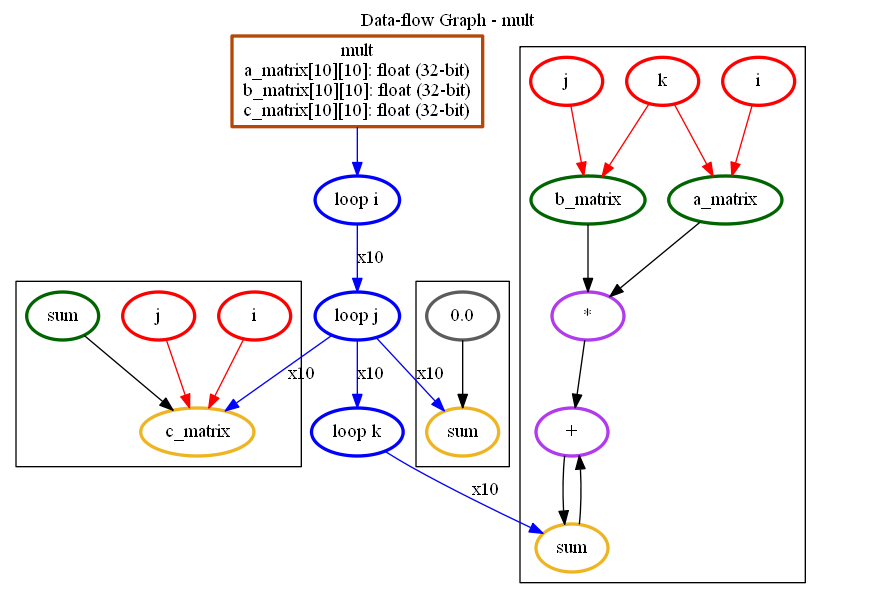 Data-flow Graph - mult
mult
a_matrix[10][10]: float (32-bit)
b_matrix[10][10]: float (32-bit)
c_matrix[10][10]: float (32-bit)
j
k
i
loop i
b_matrix
a_matrix
x10
sum
j
i
loop j
0.0
*
x10
x10
x10
c_matrix
loop k
sum
+
x10
sum